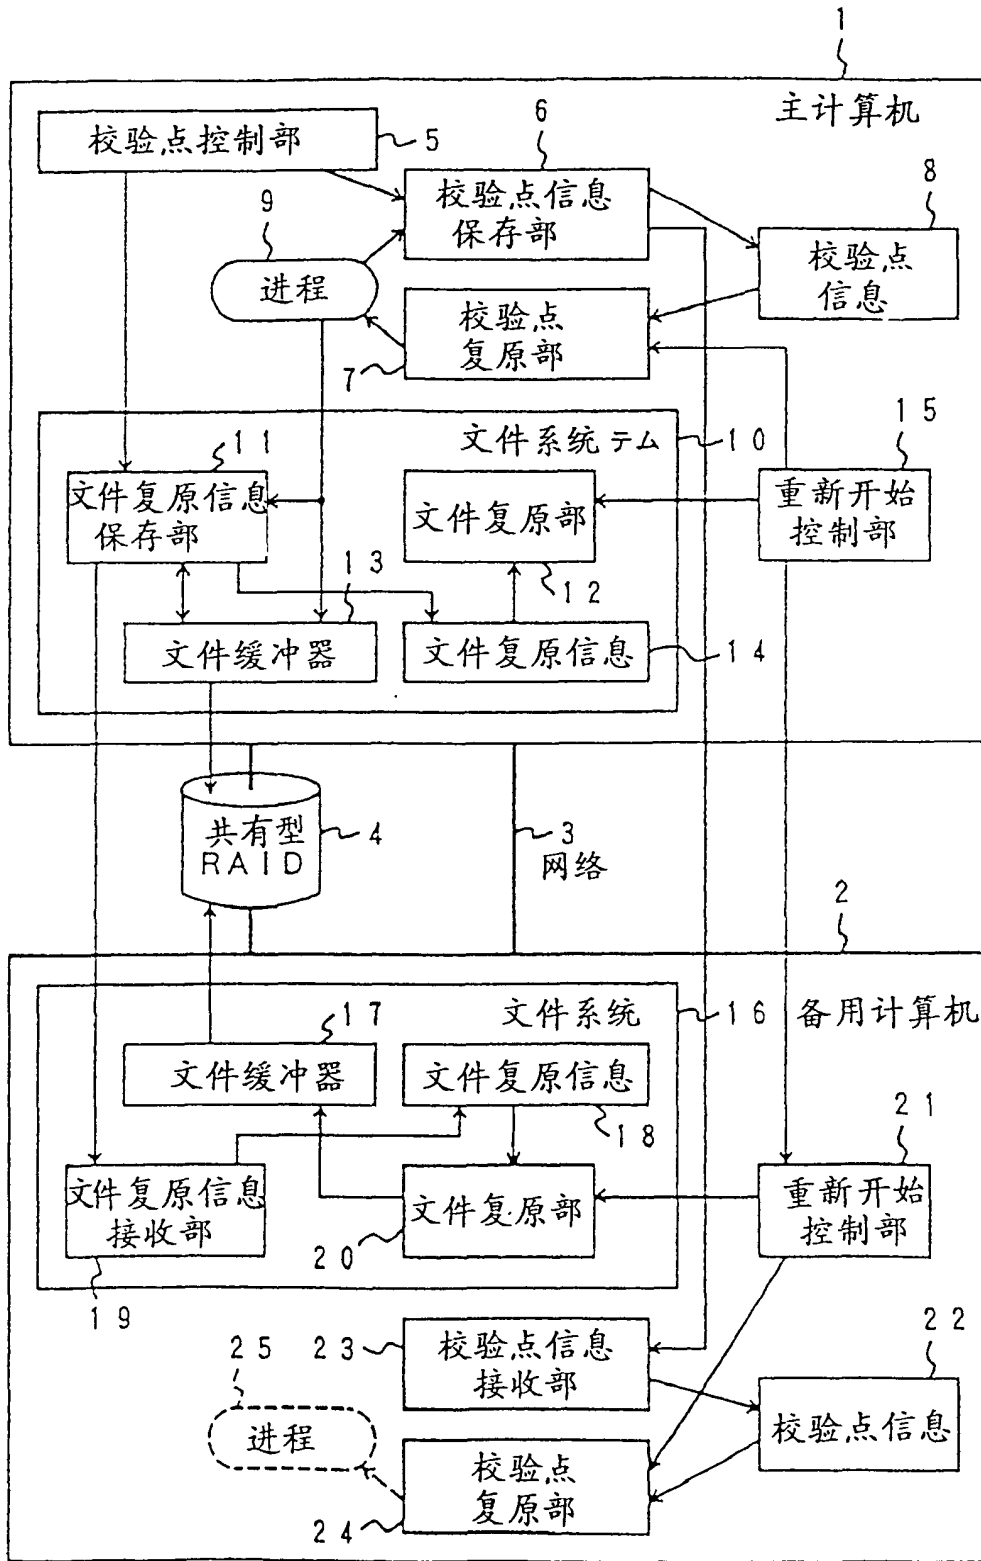 1
主计算机
校验点控制部
5
6
校验点信息
保存部
8
校验点
信息
9
进程
校验点
复原部
7
文件系统テム
10
15
重新开始
控制部
11
文件复原信息
保存部
文件复原部
12
13
文件缓冲器
文件复原信息
14
共有型
RAID
4
3
网络
2
备用计算机
文件系统
16
17
文件缓冲器
文件复原信息
18
21
重新开始
控制部
文件复原信息
接收部
19
文件复原部
20
校验点信息
接收部
23
22
校验点信息
25
进程
校验点
复原部
24